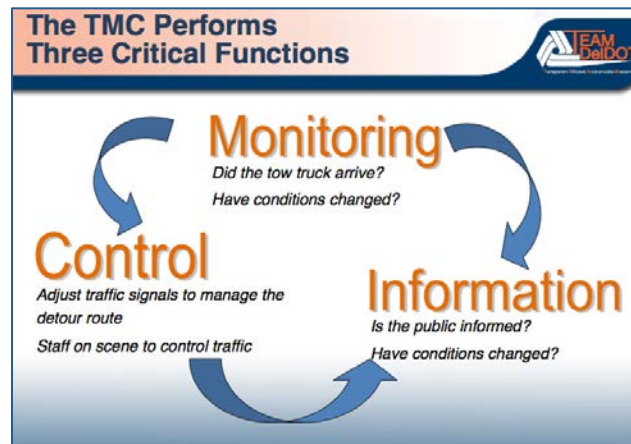 The TMC Performs
Three Critical Functions
TEAM
DelDOT
Monitoring
Did the tow truck arrive?
Have conditions changed?
Control
Adjust traffic signals to manage the
detour route
Staff on scene to control traffic
Information
Is the public informed?
Have conditions changed?